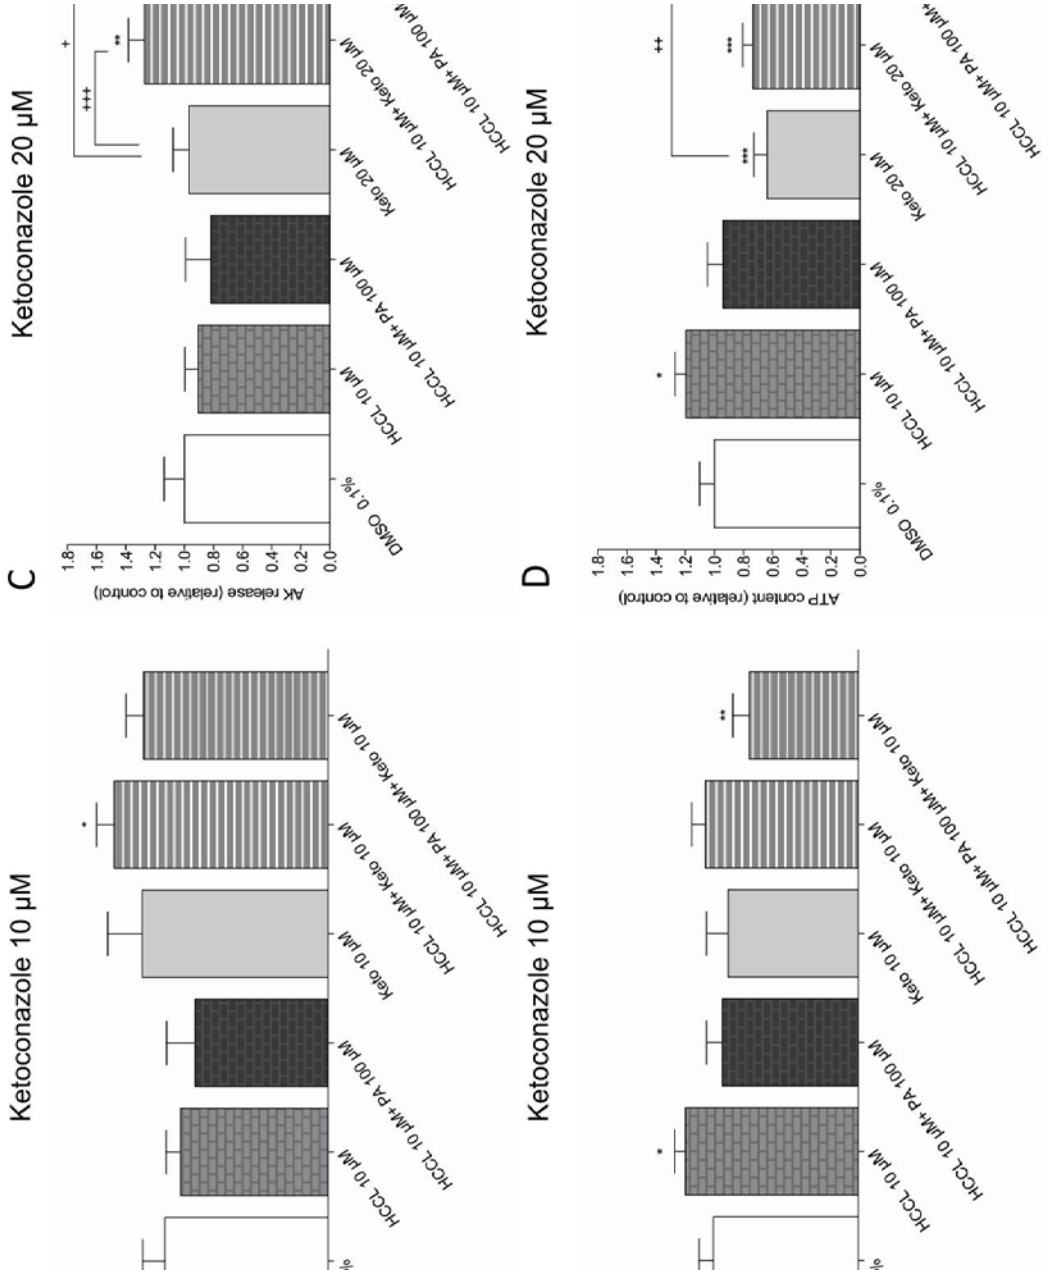 Ketoconazole 10 µM
*
HCCL 10 µM
HCCL 10 µM+ PA 100 µM
Keto 10 µM
HCCL 10 µM+ Keto 10 µM
HCCL 10 µM+ PA 100 µM+ Keto 10 µM
Ketoconazole 10 µM
*
**
%
HCCL 10 µM
HCCL 10 µM+ PA 100 µM
Keto 10 µM
HCCL 10 µM+ Keto 10 µM
HCCL 10 µM+ PA 100 µM+ Keto 10 µM
C
Ketoconazole 20 µM
AK release (relative to control)
1.8
1.6
1.4
1.2
1.0
0.8
0.6
0.4
0.2
0.0
+
+++
**
DMSO 0.1%
HCCL 10 µM
HCCL 10 µM+ PA 100 µM
Keto 20 µM
HCCL 10 µM+ Keto 20 µM
HCCL 10 µM+ PA 100 µM
D
Ketoconazole 20 µM
ATP content (relative to control)
1.8
1.6
1.4
1.2
1.0
0.8
0.6
0.4
0.2
0.0
++
*
***
***
DMSO 0.1%
HCCL 10 µM
HCCL 10 µM+ PA 100 µM
Keto 20 µM
HCCL 10 µM+ Keto 20 µM
HCCL 10 µM+ PA 100 µM+